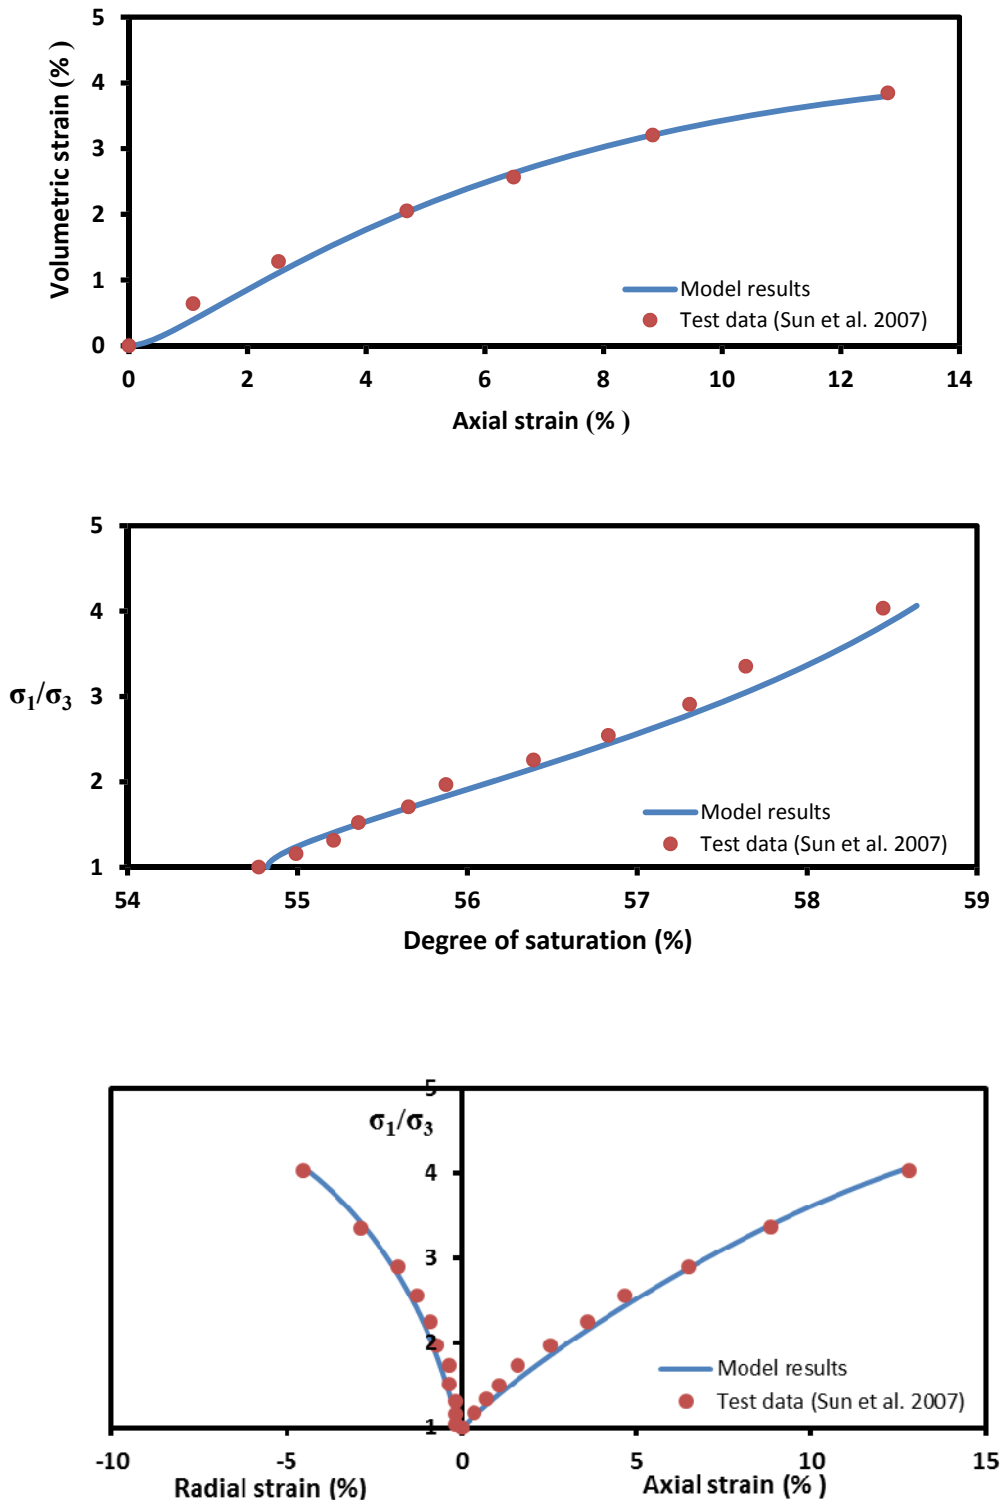 5
4
3
2
1
0
Volumetric strain (% )
Model results
Test data (Sun et al. 2007)
0 2 4 6 8 10 12 14
Axial strain (% )
5
4
3
2
1
σ1/σ3
Model results
Test data (Sun et al. 2007)
54 55 56 57 58 59
Degree of saturation (%)
5
σ1/σ3
4
3
2
1
Model results
Test data (Sun et al. 2007)
-10 -5 0 5 10 15
Radial strain (%) Axial strain (% )